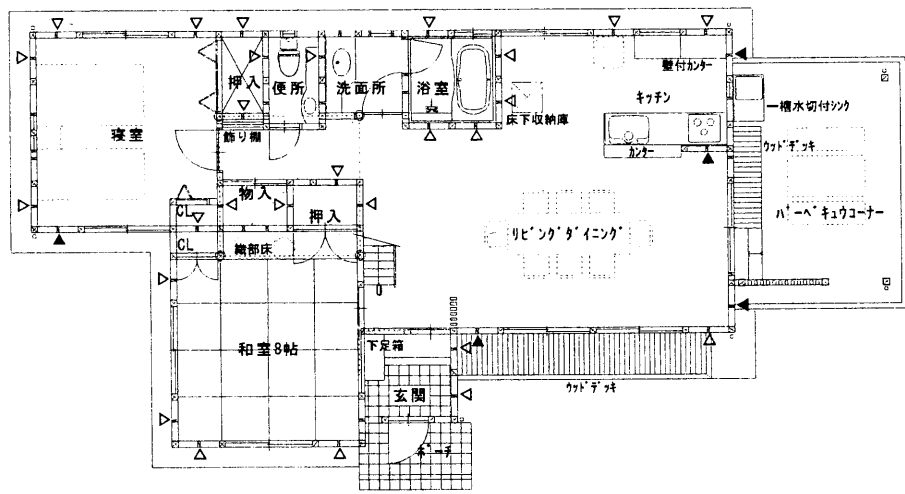 押入
便所
洗面所
浴室
床下収納庫
壁付カウンター
キッチン
カウンター
一槽水切付シンク
ウッドデッキ
バーベキュウコーナー
寝室
飾り棚
物入
押入
CL
CL
織部床
リビングダイニング
和室8帖
下足箱
玄関
ポーチ
ウッドデッキ